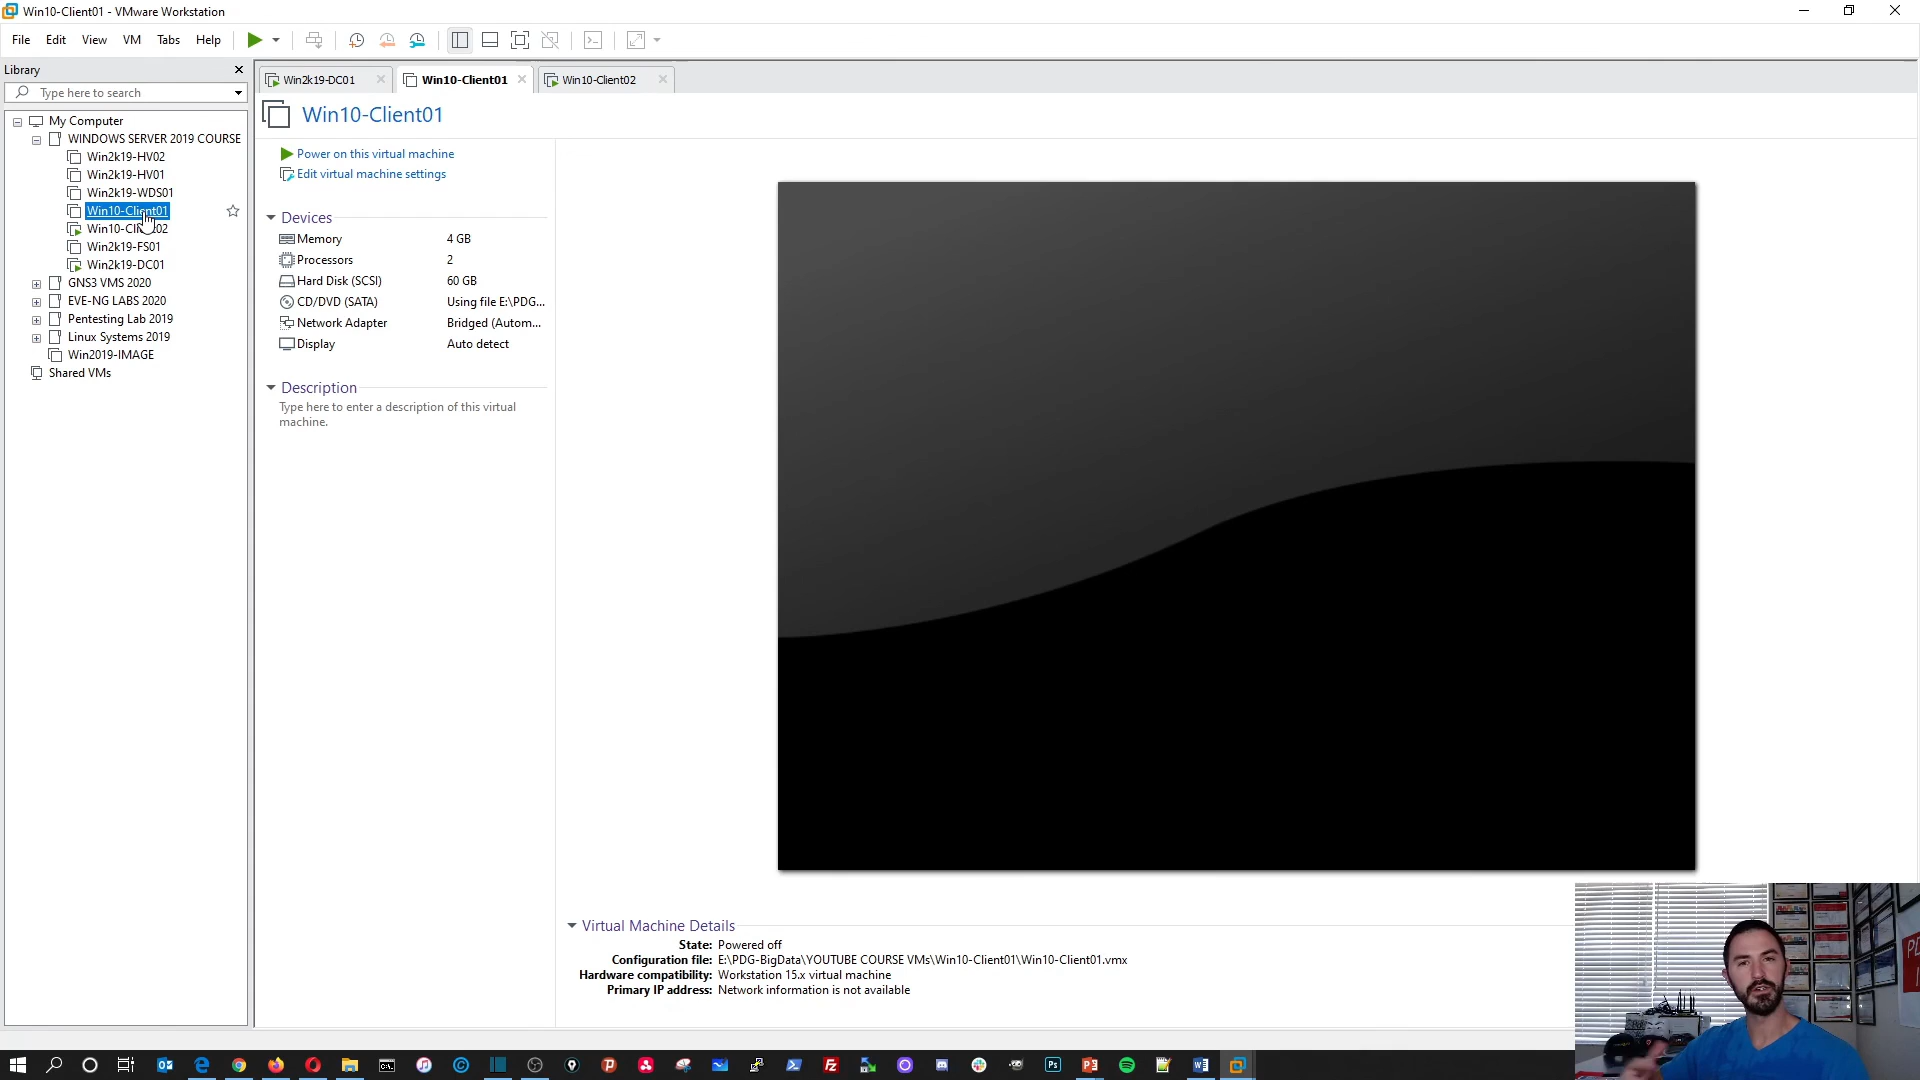 Win10-Client01 - VMware Workstation
File Edit View VM Tabs Help
Library
Type here to search
My Computer
WINDOWS SERVER 2019 COURSE
Win2k19-HV02
Win2k19-HV01
Win2k19-WDS01
Win10-Client01
Win2k19-FS01
Win2k19-DC01
GNS3 VMS 2020
EVE-NG LABS 2020
Pentesting Lab 2019
Linux Systems 2019
Win2019-IMAGE
Shared VMs
Win2k19-DC01 Win10-Client01 Win10-Client02
Win10-Client01
Power on this virtual machine
Edit virtual machine settings
Devices
Memory 4 GB
Processors 2
Hard Disk (SCSI) 60 GB
CD/DVD (SATA) Using file E:\PDG...
Network Adapter Bridged (Autom...
Display Auto detect
Description
Type here to enter a description of this virtual
machine.
Virtual Machine Details
State: Powered off
Configuration file: E:\PDG-BigData\YOUTUBE COURSE VMs\Win10-Client01\Win10-Client01.vmx
Hardware compatibility: Workstation 15.x virtual machine
Primary IP address: Network information is not available